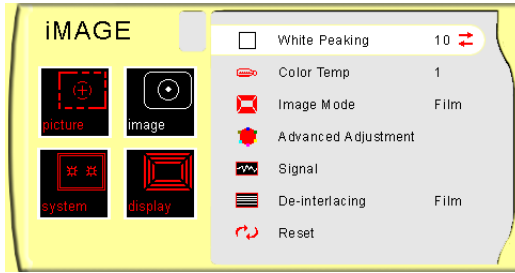 iMAGE
picture
image
system
display
White Peaking 10
Color Temp 1
Image Mode Film
Advanced Adjustment
Signal
De-interlacing Film
Reset